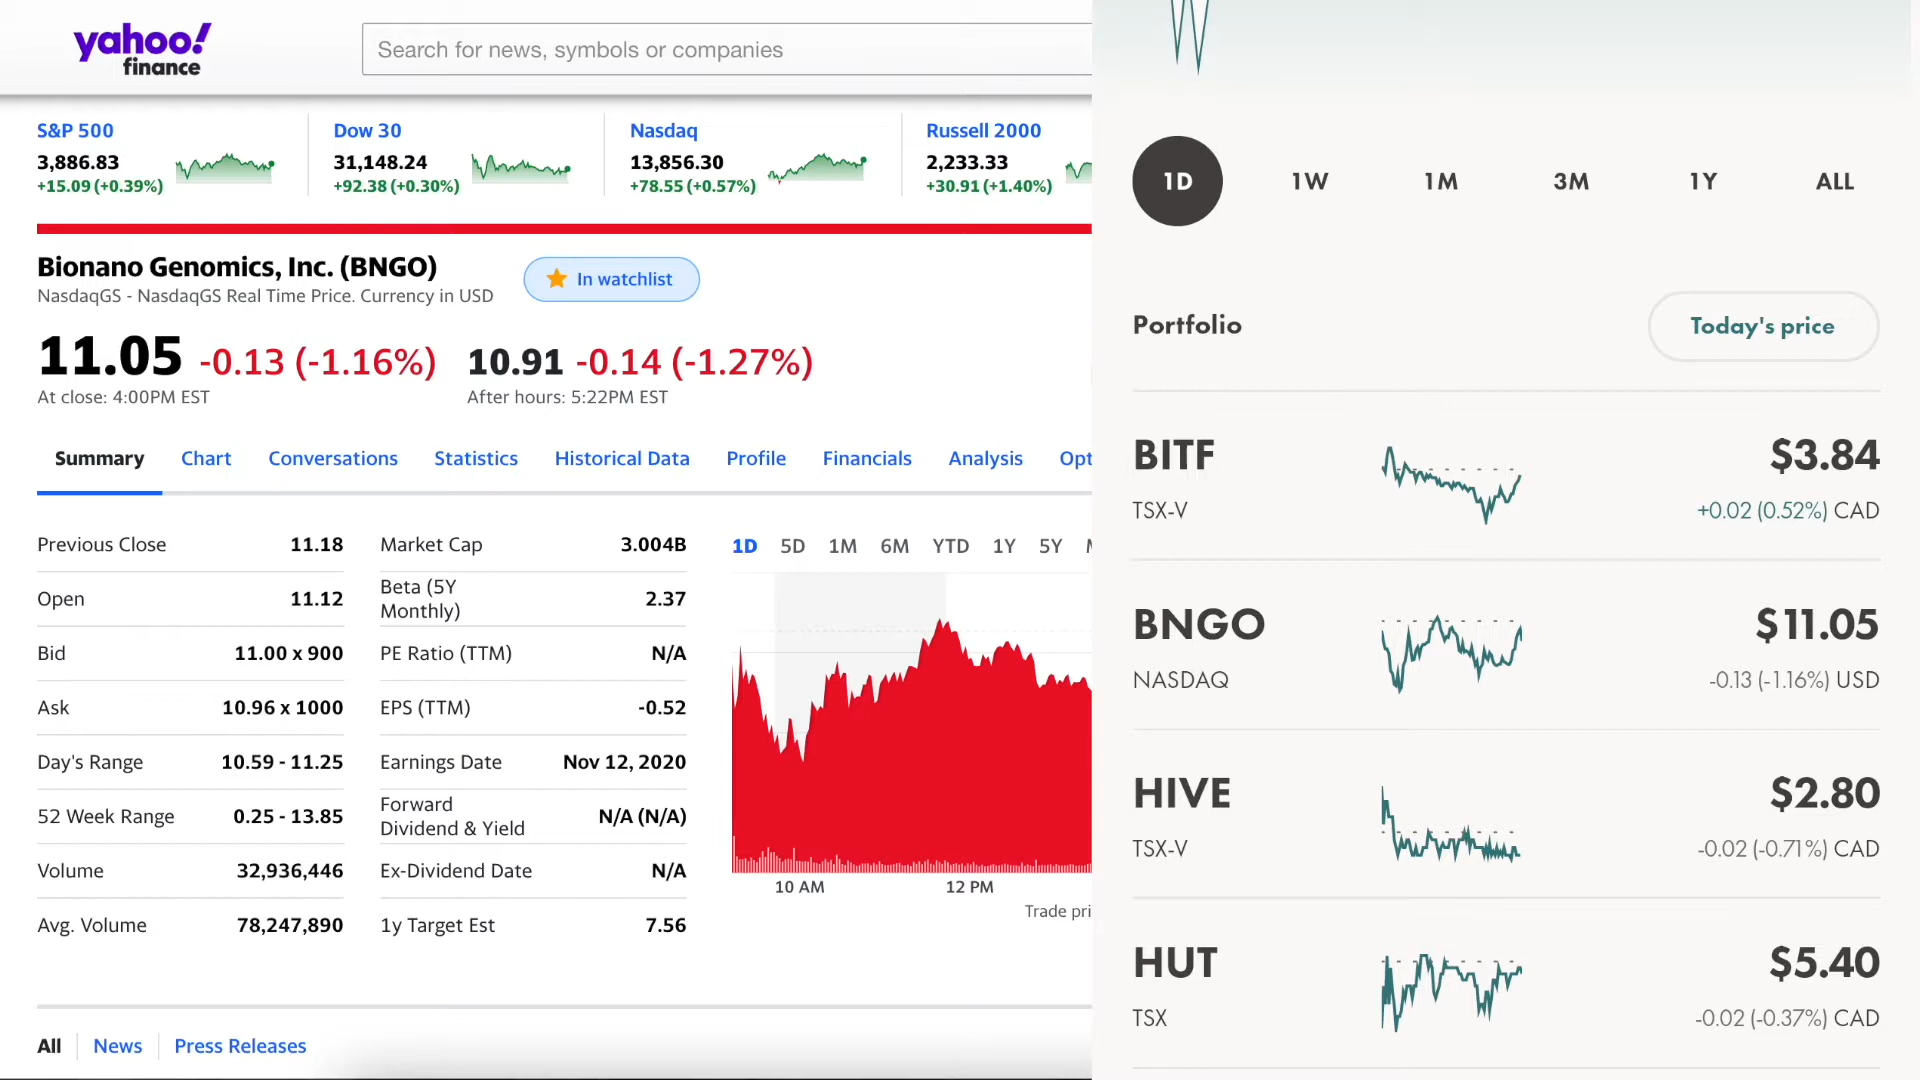 yahoo!
finance
Search for news, symbols or companies
S&P 500
3,886.83
+15.09 (+0.39%)
Dow 30
31,148.24
+92.38 (+0.30%)
Nasdaq
13,856.30
+78.55 (+0.57%)
Russell 2000
2,233.33
+30.91 (+1.40%)
Bionano Genomics, Inc. (BNGO)
NasdaqGS - NasdaqGS Real Time Price. Currency in USD
In watchlist
11.05 -0.13 (-1.16%)
At close: 4:00PM EST
10.91 -0.14 (-1.27%)
After hours: 5:22PM EST
Summary Chart Conversations Statistics Historical Data Profile Financials Analysis Opt
Previous Close 11.18
Open 11.12
Bid 11.00 x 900
Ask 10.96 x 1000
Day's Range 10.59 - 11.25
52 Week Range 0.25 - 13.85
Volume 32,936,446
Avg. Volume 78,247,890
Market Cap 3.004B
Beta (5Y
Monthly) 2.37
PE Ratio (TTM) N/A
EPS (TTM) -0.52
Earnings Date Nov 12, 2020
Forward
Dividend & Yield N/A (N/A)
Ex-Dividend Date N/A
1y Target Est 7.56
1D 5D 1M 6M YTD 1Y 5Y
10 AM 12 PM
Trade pri
All News Press Releases
1D 1W 1M 3M 1Y ALL
Portfolio
Today's price
BITF $3.84
TSX-V +0.02 (0.52%) CAD
BNGO $11.05
NASDAQ -0.13 (-1.16%) USD
HIVE $2.80
TSX-V -0.02 (-0.71%) CAD
HUT $5.40
TSX -0.02 (-0.37%) CAD